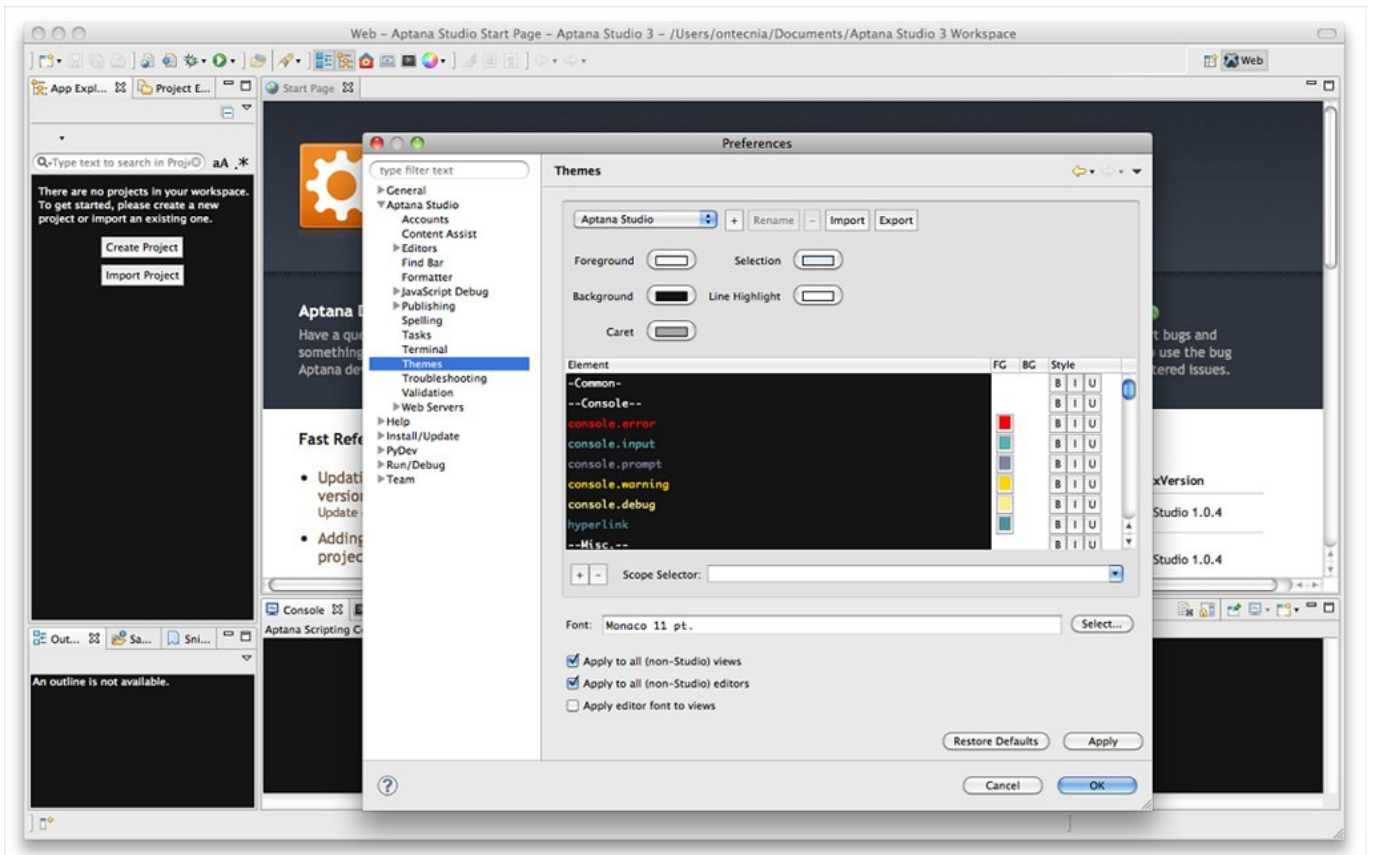 Web – Aptana Studio Start Page – Aptana Studio 3 – /Users/ontecnia/Documents/Aptana Studio 3 Workspace
Web
App Expl...
Project E...
Start Page
Type text to search in Proj
aA .*
There are no projects in your workspace.
To get started, please create a new
project or import an existing one.
Create Project
Import Project
Aptana
Have a que
something
Aptana de
t bugs and
use the bug
tered issues.
Fast Refe
Updati
version
Update
Adding
projec
xVersion
Studio 1.0.4
Studio 1.0.4
Console
Aptana Scripting Co
Out...
Sa...
Sni...
An outline is not available.
Preferences
type filter text
General
Aptana Studio
Accounts
Content Assist
Editors
Find Bar
Formatter
JavaScript Debug
Publishing
Spelling
Tasks
Terminal
Themes
Troubleshooting
Validation
Web Servers
Help
Install/Update
PyDev
Run/Debug
Team
Themes
Aptana Studio + Rename - Import Export
Foreground Selection
Background Line Highlight
Caret
Element FG BG Style
-Common- B I U
--Console-- B I U
console.error B I U
console.input B I U
console.prompt B I U
console.warning B I U
console.debug B I U
hyperlink B I U
--Misc.-- B I U
+ - Scope Selector:
Font: Monaco 11 pt. Select...
Apply to all (non-Studio) views
Apply to all (non-Studio) editors
Apply editor font to views
Restore Defaults Apply
? Cancel OK